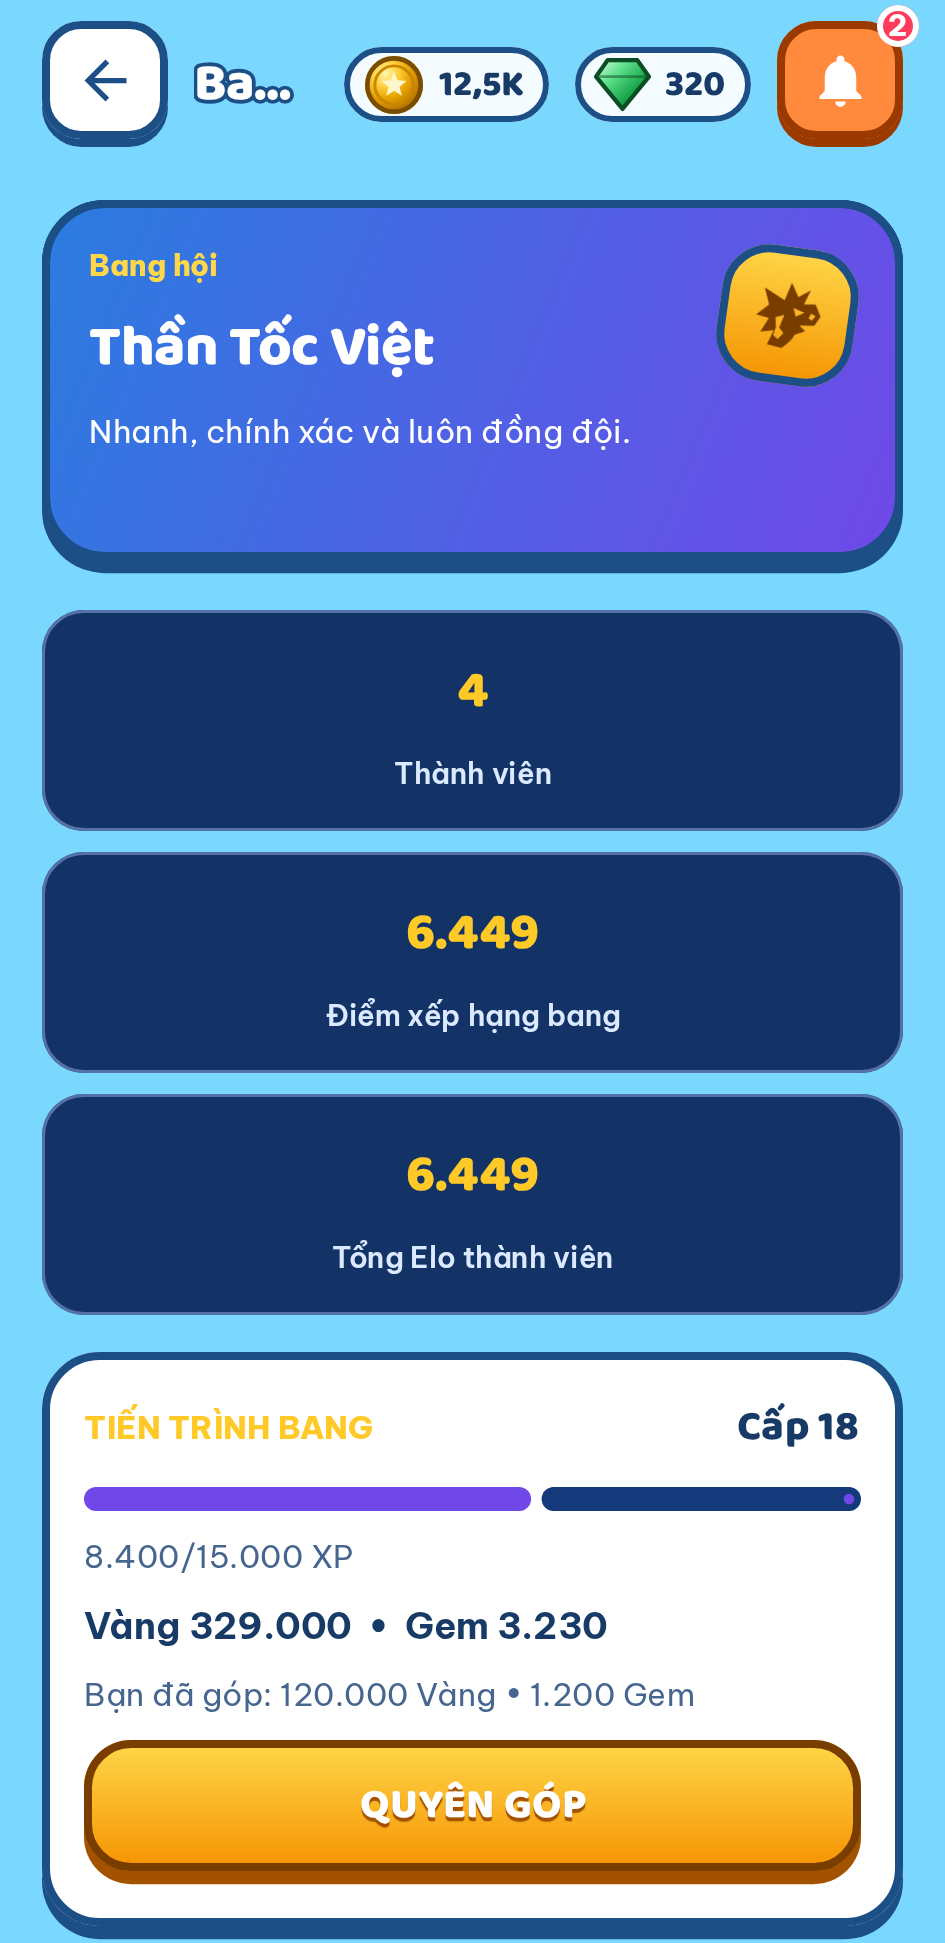 Ba...
12,5K
320
2
Bang hội
Thần Tốc Việt
Nhanh, chính xác và luôn đồng đội.
4
Thành viên
6.449
Điểm xếp hạng bang
6.449
Tổng Elo thành viên
TIẾN TRÌNH BANG
Cấp 18
8.400/15.000 XP
Vàng 329.000 • Gem 3.230
Bạn đã góp: 120.000 Vàng • 1.200 Gem
QUYÊN GÓP